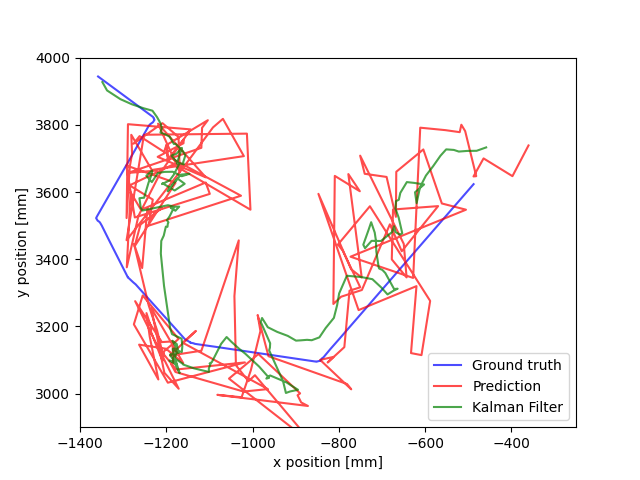 4000
3800
3600
3400
3200
3000
y position [mm]
−1400
−1200
−1000
−800
−600
−400
x position [mm]
Ground truth
Prediction
Kalman Filter